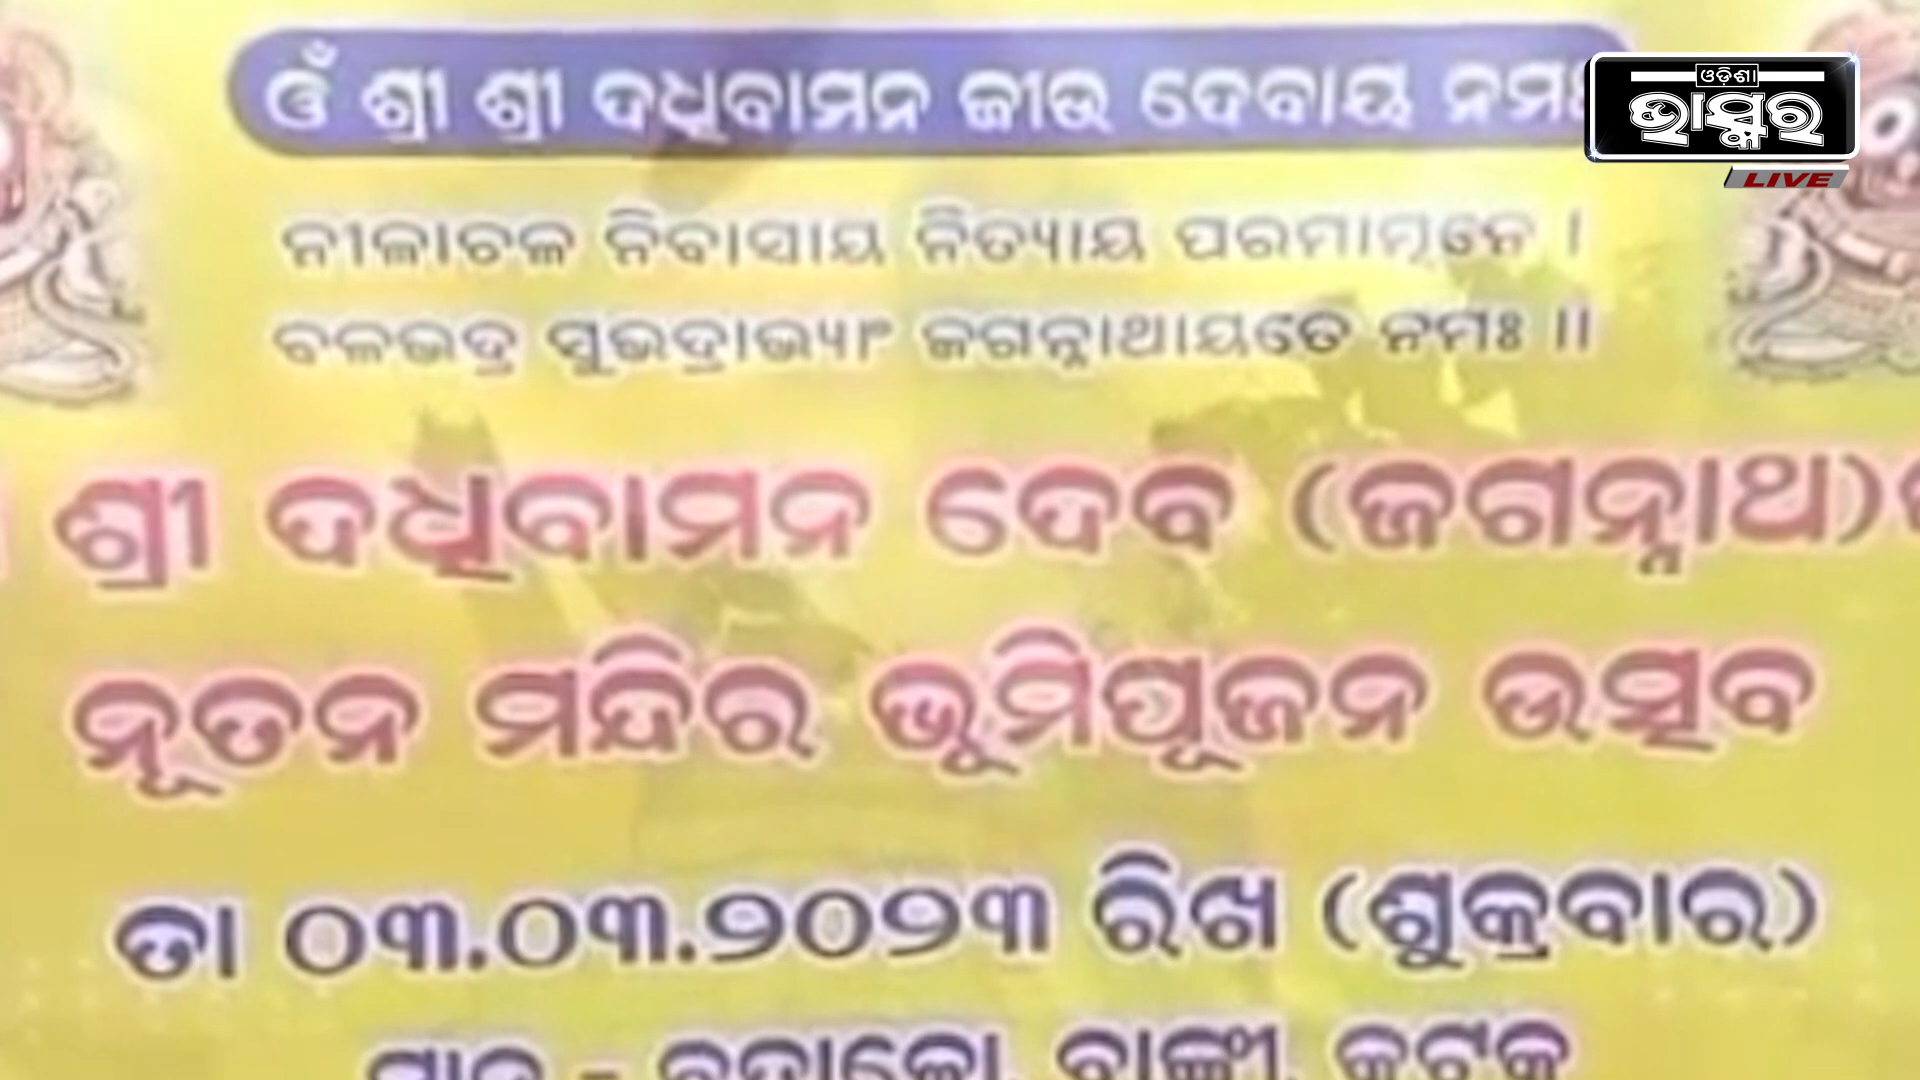 ଓଁ ଶ୍ରୀ ଶ୍ରୀ ଦଧିବାମନ ଜୀଉ ଦେବାୟ ନମଃ
ଓଡ଼ିଶା
ଭାସ୍କର
LIVE
ନୀଳାଚଳ ନିବାସାୟ ନିତ୍ୟାୟ ପରମାତ୍ମନେ ।
ବଳଭଦ୍ର ସୁଭଦ୍ରାଭ୍ୟାଂ ଜଗନ୍ନାଥାୟତେ ନମଃ ।।
ଶ୍ରୀ ଦଧିବାମନ ଦେବ (ଜଗନ୍ନାଥ)
ନୂତନ ମନ୍ଦିର ଭୂମିପୂଜନ ଉତ୍ସବ
ତା ୦୩.୦୩.୨୦୨୩ ରିଖ (ଶୁକ୍ରବାର)
ବାଙ୍କୀ, କଟକ